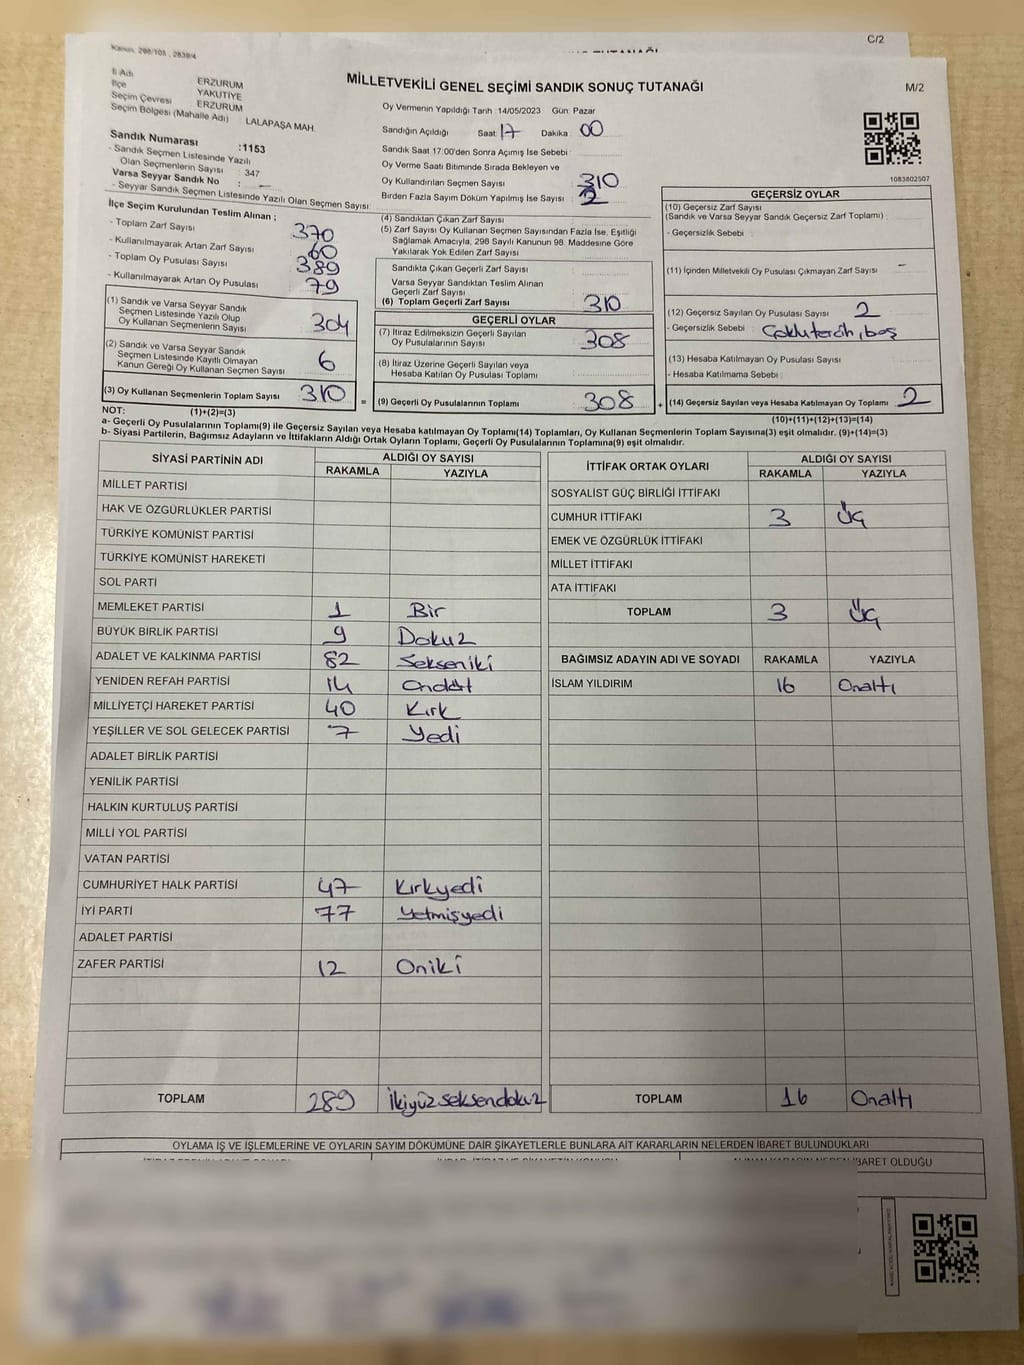 Kanun, 298/105 , 2839/4
C/2
MİLLETVEKİLİ GENEL SEÇİMİ SANDIK SONUÇ TUTANAĞI
M/2
İl Adı ERZURUM
İlçe YAKUTİYE
Seçim Çevresi ERZURUM
Seçim Bölgesi (Mahalle Adı) : LALAPAŞA MAH.
Sandık Numarası :1153
- Sandık Seçmen Listesinde Yazılı
Olan Seçmenlerin Sayısı : 347
Varsa Seyyar Sandık No : —
- Seyyar Sandık Seçmen Listesinde Yazılı Olan Seçmen Sayısı :
Oy Vermenin Yapıldığı Tarih :14/05/2023 Gün: Pazar
Sandığın Açıldığı Saat: 17 Dakika : 00
Sandık Saat 17:00'den Sonra Açımış İse Sebebi :
Oy Verme Saati Bitiminde Sırada Bekleyen ve
Oy Kullandırılan Seçmen Sayısı : 310
Birden Fazla Sayım Döküm Yapılmış İse Sayısı : 2
1083802507
İlçe Seçim Kurulundan Teslim Alınan ;
- Toplam Zarf Sayısı : 370
- Kullanılmayarak Artan Zarf Sayısı : 60
- Toplam Oy Pusulası Sayısı : 389
- Kullanılmayarak Artan Oy Pusulası : 79
(1) Sandık ve Varsa Seyyar Sandık
Seçmen Listesinde Yazılı Olup
Oy Kullanan Seçmenlerin Sayısı : 304
(2) Sandık ve Varsa Seyyar Sandık
Seçmen Listesinde Kayıtlı Olmayan
Kanun Gereği Oy Kullanan Seçmen Sayısı : 6
(3) Oy Kullanan Seçmenlerin Toplam Sayısı : 310
(4) Sandıktan Çıkan Zarf Sayısı :
(5) Zarf Sayısı Oy Kullanan Seçmen Sayısından Fazla İse, Eşitliği
Sağlamak Amacıyla, 298 Sayılı Kanunun 98. Maddesine Göre
Yakılarak Yok Edilen Zarf Sayısı :
Sandıkta Çıkan Geçerli Zarf Sayısı :
Varsa Seyyar Sandıktan Teslim Alınan
Geçerli Zarf Sayısı :
(6) Toplam Geçerli Zarf Sayısı : 310
GEÇERLİ OYLAR
(7) İtiraz Edilmeksizin Geçerli Sayılan
Oy Pusulalarının Sayısı : 308
(8) İtiraz Üzerine Geçerli Sayılan veya
Hesaba Katılan Oy Pusulası Toplamı :
= (9) Geçerli Oy Pusulalarının Toplamı : 308
GEÇERSİZ OYLAR
(10) Geçersiz Zarf Sayısı
(Sandık ve Varsa Seyyar Sandık Geçersiz Zarf Toplamı) :
- Geçersizlik Sebebi :
(11) İçinden Milletvekili Oy Pusulası Çıkmayan Zarf Sayısı : –
(12) Geçersiz Sayılan Oy Pusulası Sayısı : 2
- Geçersizlik Sebebi : Çoklu tercih, boş
(13) Hesaba Katılmayan Oy Pusulası Sayısı :
- Hesaba Katılmama Sebebi :
+ (14) Geçersiz Sayılan veya Hesaba Katılmayan Oy Toplamı : 2
NOT: (1)+(2)=(3) (10)+(11)+(12)+(13)=(14)
a- Geçerli Oy Pusulalarının Toplamı(9) ile Geçersiz Sayılan veya Hesaba katılmayan Oy Toplamı(14) Toplamları, Oy Kullanan Seçmenlerin Toplam Sayısına(3) eşit olmalıdır. (9)+(14)=(3)
b- Siyasi Partilerin, Bağımsız Adayların ve İttifakların Aldığı Ortak Oyların Toplamı, Geçerli Oy Pusulalarının Toplamına(9) eşit olmalıdır.
SİYASİ PARTİNİN ADI ALDIĞI OY SAYISI
RAKAMLA YAZIYLA
MİLLET PARTİSİ
HAK VE ÖZGÜRLÜKLER PARTİSİ
TÜRKİYE KOMÜNİST PARTİSİ
TÜRKİYE KOMÜNİST HAREKETİ
SOL PARTİ
MEMLEKET PARTİSİ 1 Bir
BÜYÜK BİRLİK PARTİSİ 9 Dokuz
ADALET VE KALKINMA PARTİSİ 82 Sekseniki
YENİDEN REFAH PARTİSİ 14 Ondört
MİLLİYETÇİ HAREKET PARTİSİ 40 Kırk
YEŞİLLER VE SOL GELECEK PARTİSİ 7 Yedi
ADALET BİRLİK PARTİSİ
YENİLİK PARTİSİ
HALKIN KURTULUŞ PARTİSİ
MİLLİ YOL PARTİSİ
VATAN PARTİSİ
CUMHURİYET HALK PARTİSİ 47 Kırkyedi
İYİ PARTİ 77 Yetmişyedi
ADALET PARTİSİ
ZAFER PARTİSİ 12 Oniki
TOPLAM 289 İkiyüzseksendokuz
İTTİFAK ORTAK OYLARI ALDIĞI OY SAYISI
RAKAMLA YAZIYLA
SOSYALİST GÜÇ BİRLİĞİ İTTİFAKI
CUMHUR İTTİFAKI 3 Üç
EMEK VE ÖZGÜRLÜK İTTİFAKI
MİLLET İTTİFAKI
ATA İTTİFAKI
TOPLAM 3 Üç
BAĞIMSIZ ADAYIN ADI VE SOYADI RAKAMLA YAZIYLA
İSLAM YILDIRIM 16 Onaltı
TOPLAM 16 Onaltı
OYLAMA İŞ VE İŞLEMLERİNE VE OYLARIN SAYIM DÖKÜMÜNE DAİR ŞİKAYETLERLE BUNLARA AİT KARARLARIN NELERDEN İBARET BULUNDUKLARI
İBARET OLDUĞU